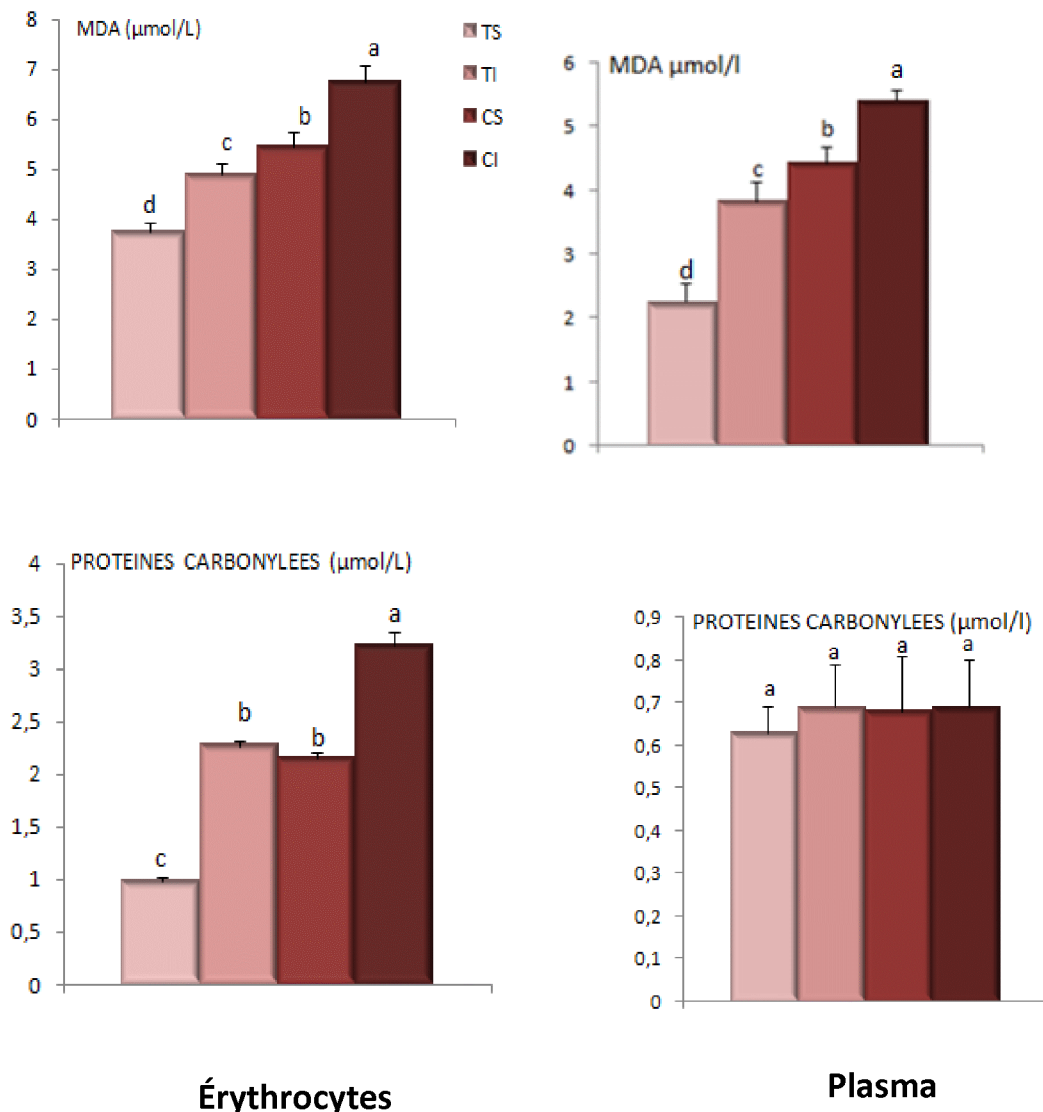 MDA (µmol/L)
8
7
6
5
4
3
2
1
0
d
c
b
a
TS
TI
CS
CI
MDA µmol/l
6
5
4
3
2
1
0
d
c
b
a
PROTEINES CARBONYLEES (µmol/L)
4
3,5
3
2,5
2
1,5
1
0,5
0
c
b
b
a
PROTEINES CARBONYLEES (µmol/l)
0,9
0,8
0,7
0,6
0,5
0,4
0,3
0,2
0,1
0
a
a
a
a
Érythrocytes
Plasma